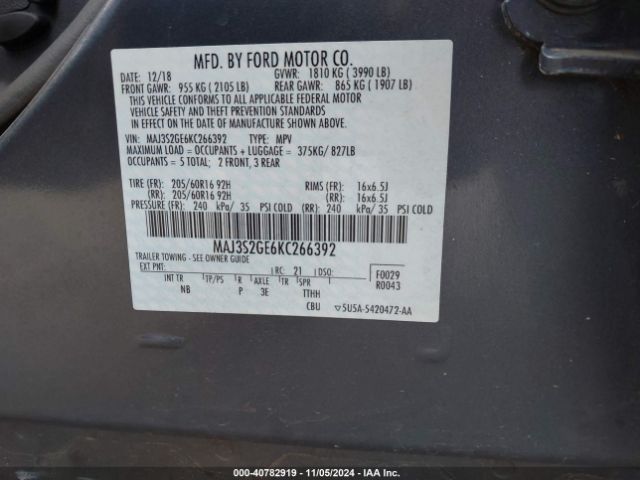 MFD. BY FORD MOTOR CO.
DATE: 12/18 GVWR: 1810 KG ( 3990 LB)
FRONT GAWR: 955 KG ( 2105 LB) REAR GAWR: 865 KG ( 1907 LB)
THIS VEHICLE CONFORMS TO ALL APPLICABLE FEDERAL MOTOR
VEHICLE SAFETY AND THEFT PREVENTION STANDARDS
IN EFFECT ON THE DATE OF MANUFACTURE SHOWN ABOVE.
VIN: MAJ3S2GE6KC266392 TYPE: MPV
MAXIMUM LOAD = OCCUPANTS + LUGGAGE = 375KG/ 827LB
OCCUPANTS = 5 TOTAL; 2 FRONT, 3 REAR
TIRE (FR): 205/60R16 92H RIMS (FR): 16x6.5J
(RR): 205/60R16 92H (RR): 16x6.5J
PRESSURE (FR): 240 kPa/ 35 PSI COLD (RR): 240 kPa/ 35 PSI COLD
MAJ3S2GE6KC266392
TRAILER TOWING - SEE OWNER GUIDE
EXT PNT: RC: 21 DSO: F0029
INT TR TP/PS R AXLE TR SPR R0043
NB P 3E TTHH
CBU 5U5A-5420472-AA
000-40782919 - 11/05/2024 - IAA Inc.